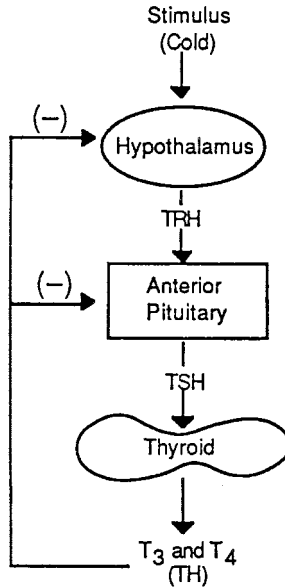 Stimulus
(Cold)
(−)
Hypothalamus
TRH
(−)
Anterior
Pituitary
TSH
Thyroid
T₃ and T₄
(TH)